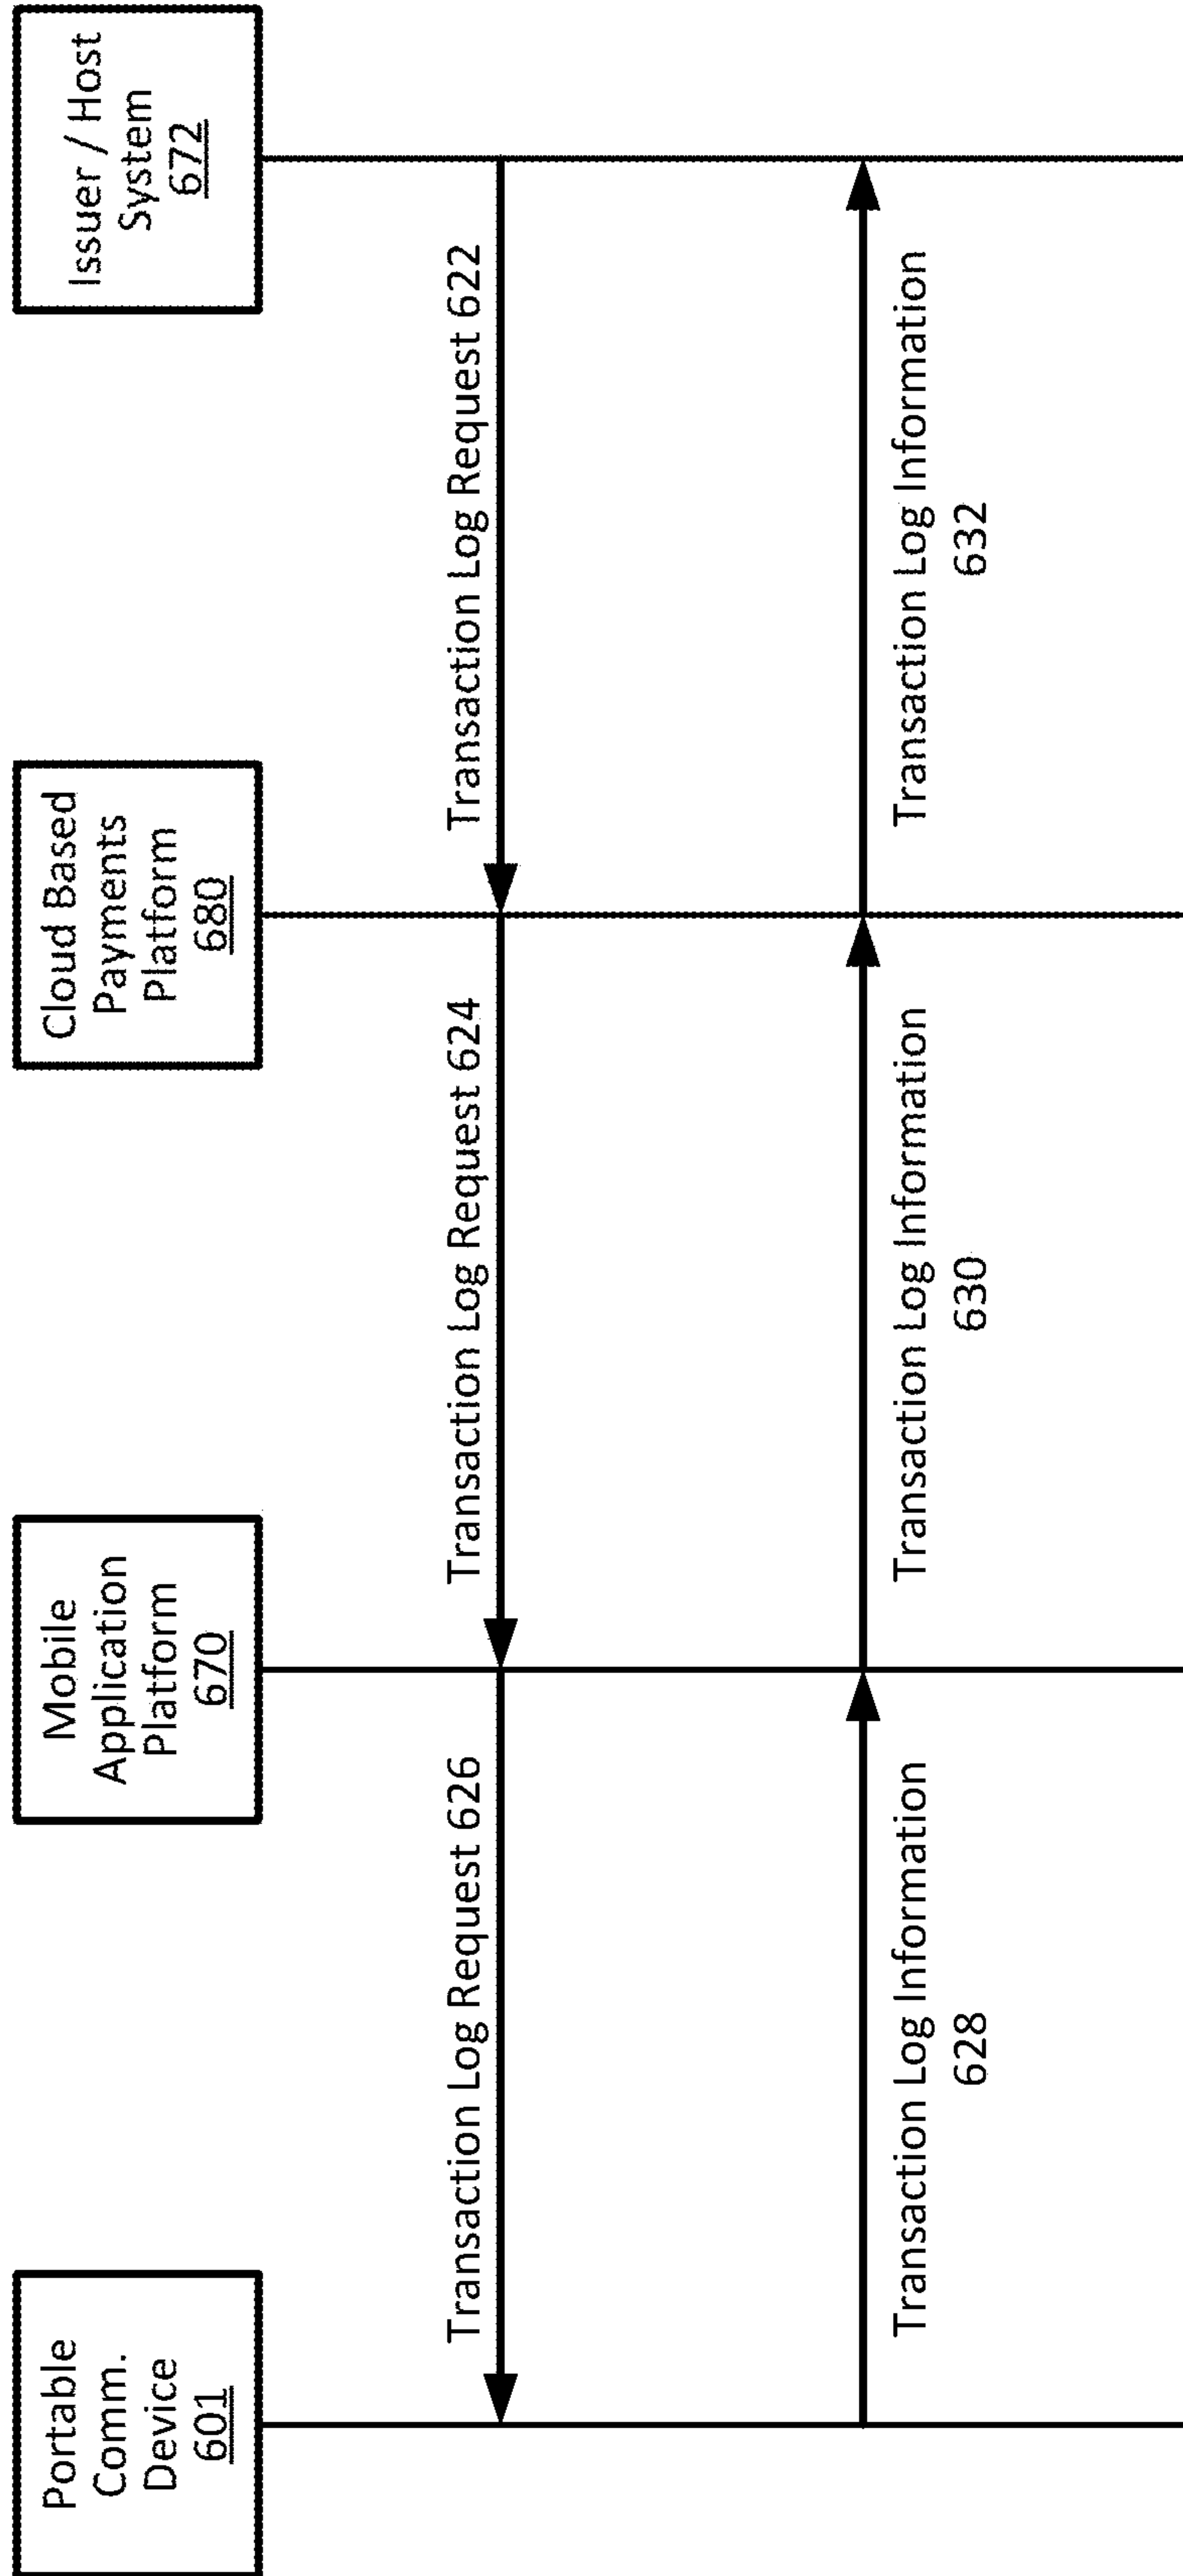 Portable
Comm.
Device
601
Mobile
Application
Platform
670
Cloud Based
Payments
Platform
680
Issuer / Host
System
672
Transaction Log Request 626
Transaction Log Request 624
Transaction Log Request 622
Transaction Log Information
628
Transaction Log Information
630
Transaction Log Information
632